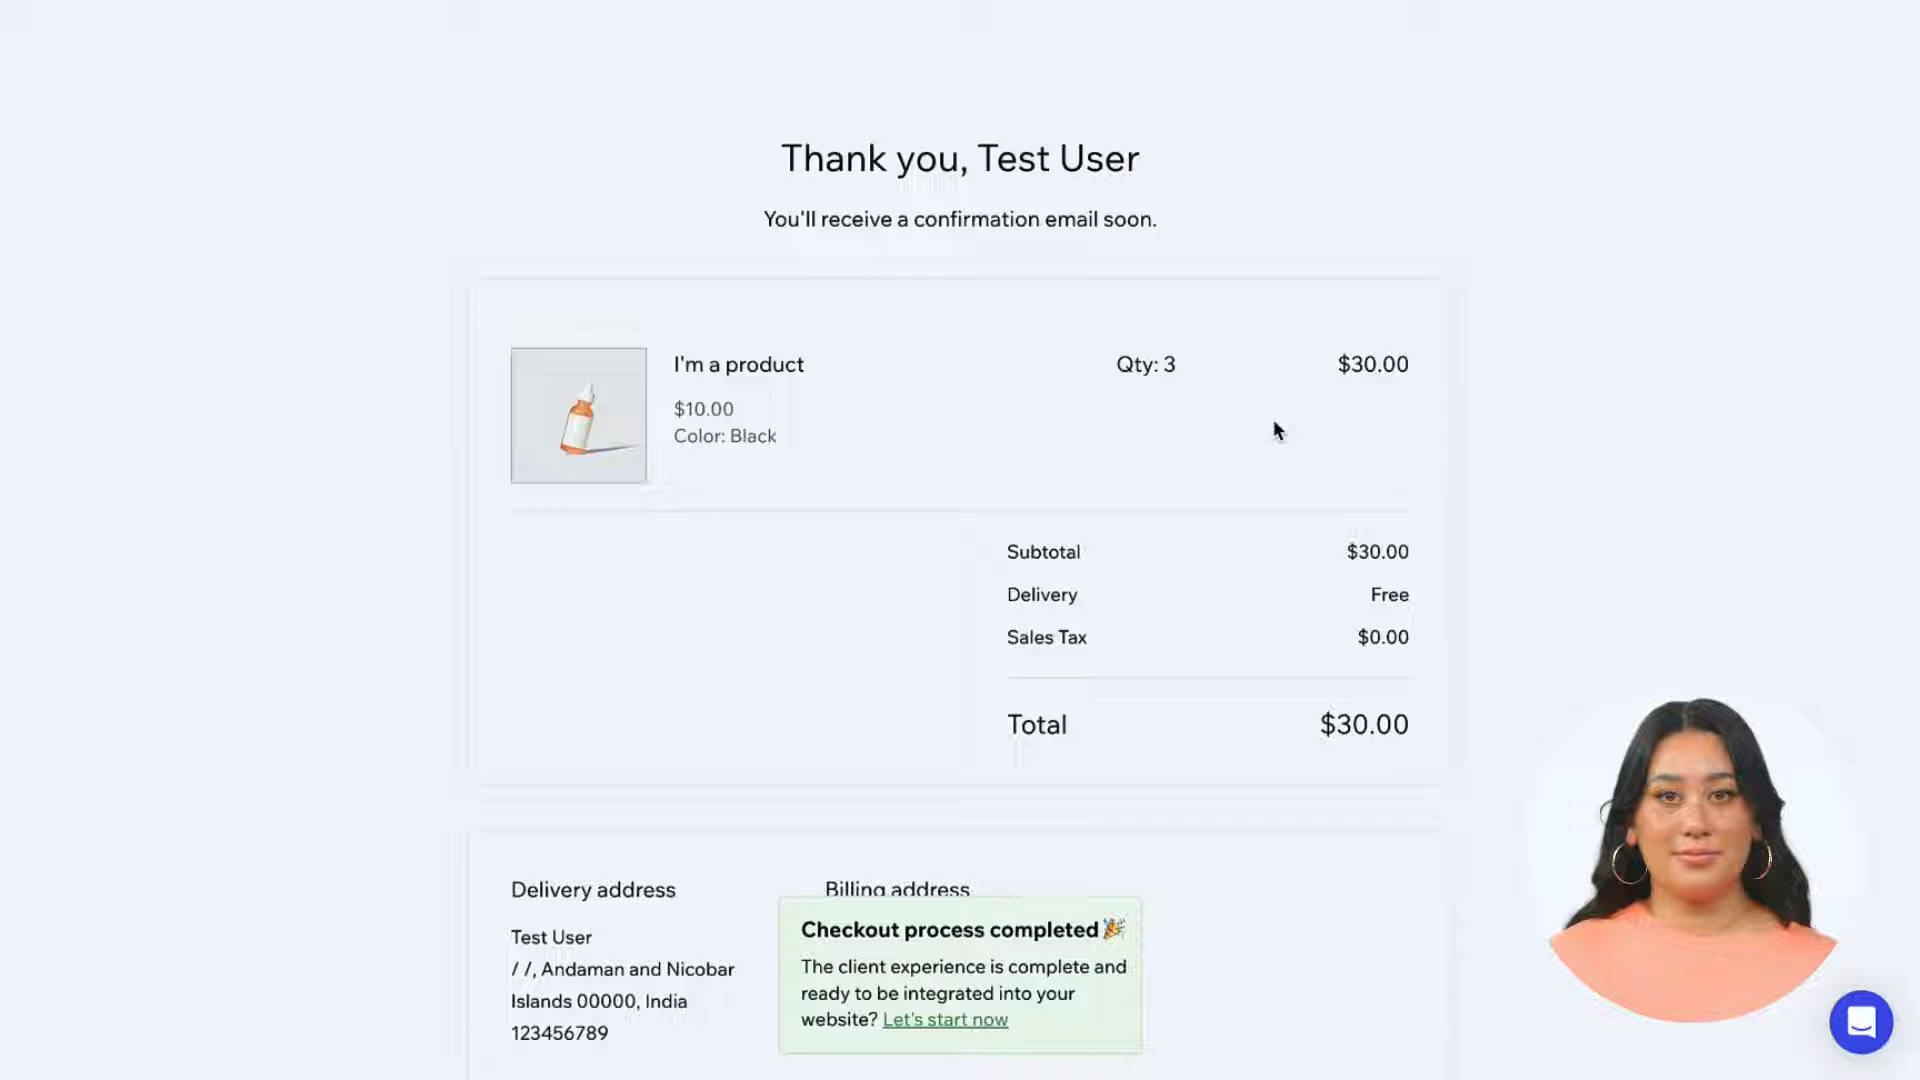 Thank you, Test User
You'll receive a confirmation email soon.
I'm a product
Qty: 3
$30.00
$10.00
Color: Black
Subtotal
$30.00
Delivery
Free
Sales Tax
$0.00
Total
$30.00
Delivery address
Billing address
Test User
/ /, Andaman and Nicobar
Islands 00000, India
123456789
Checkout process completed 🎉
The client experience is complete and
ready to be integrated into your
website? Let's start now